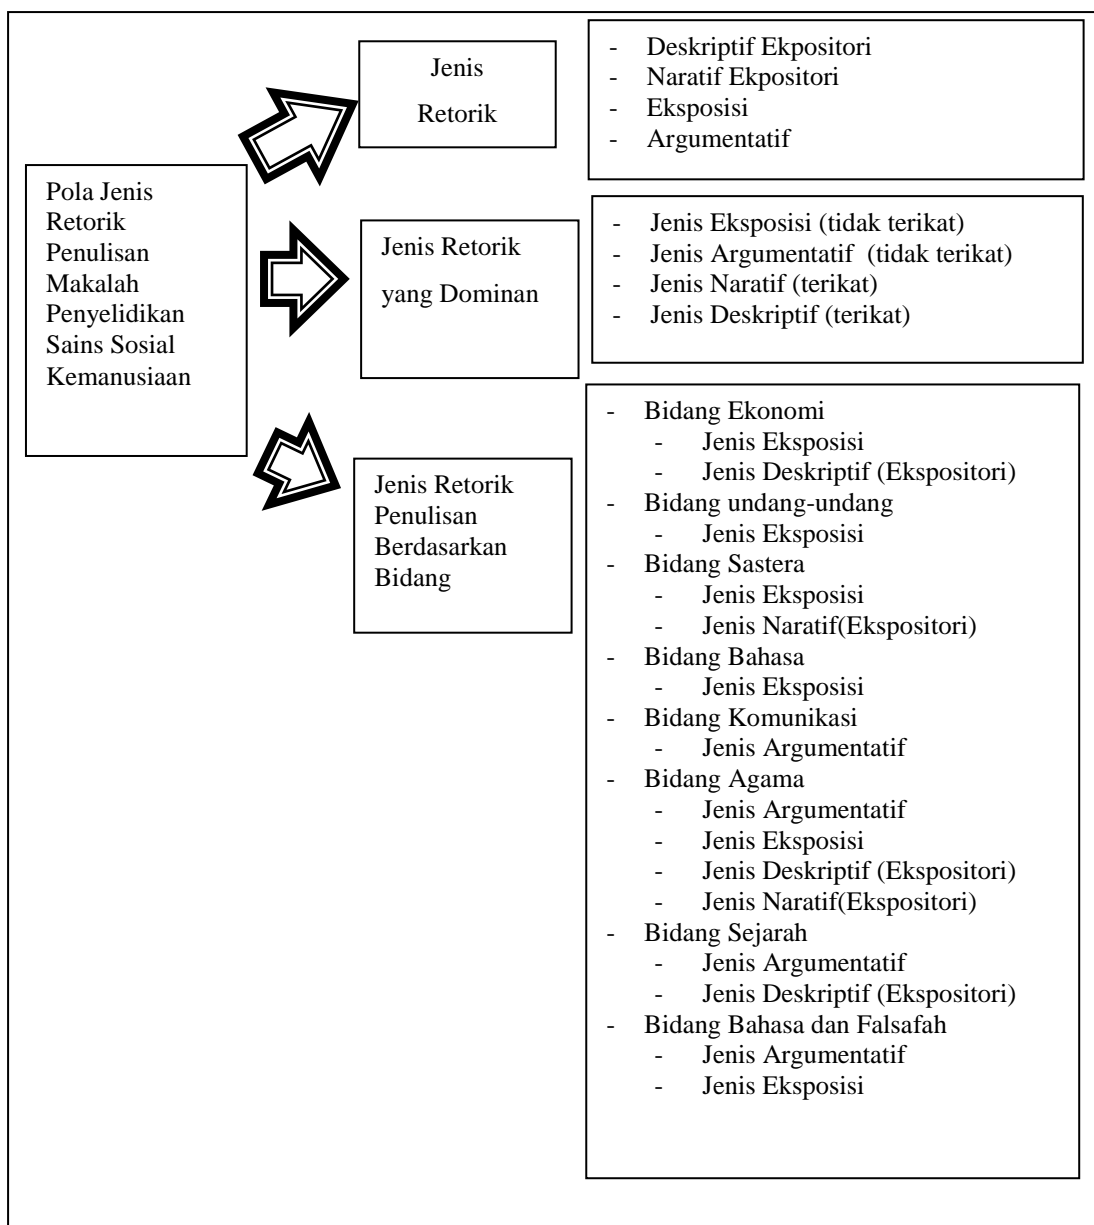 Pola Jenis
Retorik
Penulisan
Makalah
Penyelidikan
Sains Sosial
Kemanusiaan
Jenis
Retorik
- Deskriptif Ekpositori
- Naratif Ekpositori
- Eksposisi
- Argumentatif
Jenis Retorik
yang Dominan
- Jenis Eksposisi (tidak terikat)
- Jenis Argumentatif (tidak terikat)
- Jenis Naratif (terikat)
- Jenis Deskriptif (terikat)
Jenis Retorik
Penulisan
Berdasarkan
Bidang
- Bidang Ekonomi
- Jenis Eksposisi
- Jenis Deskriptif (Ekspositori)
- Bidang undang-undang
- Jenis Eksposisi
- Bidang Sastera
- Jenis Eksposisi
- Jenis Naratif(Ekspositori)
- Bidang Bahasa
- Jenis Eksposisi
- Bidang Komunikasi
- Jenis Argumentatif
- Bidang Agama
- Jenis Argumentatif
- Jenis Eksposisi
- Jenis Deskriptif (Ekspositori)
- Jenis Naratif(Ekspositori)
- Bidang Sejarah
- Jenis Argumentatif
- Jenis Deskriptif (Ekspositori)
- Bidang Bahasa dan Falsafah
- Jenis Argumentatif
- Jenis Eksposisi